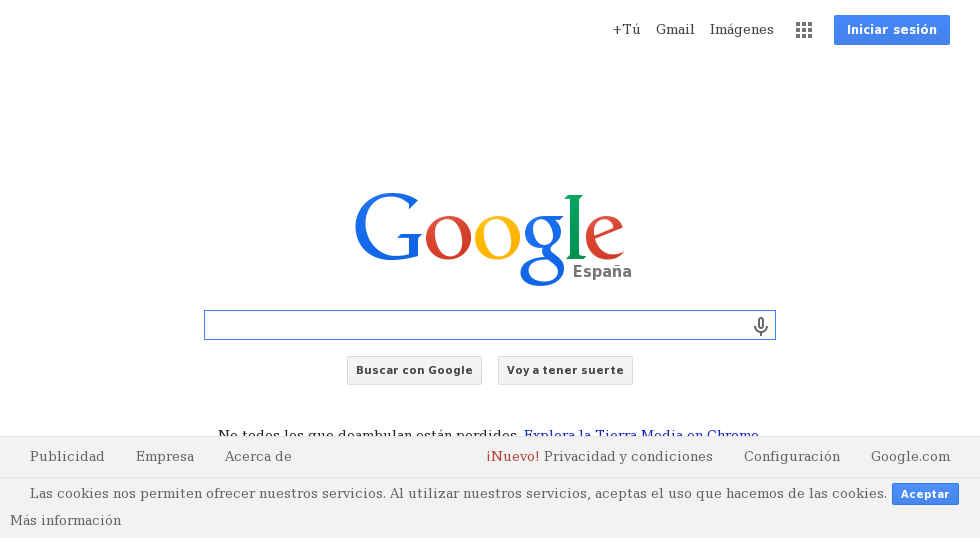 +Tú Gmail Imágenes Iniciar sesión
Google
España
Buscar con Google Voy a tener suerte
No todos los que deambulan están perdidos. Explora la Tierra Media en Chrome
Publicidad Empresa Acerca de ¡Nuevo! Privacidad y condiciones Configuración Google.com
Las cookies nos permiten ofrecer nuestros servicios. Al utilizar nuestros servicios, aceptas el uso que hacemos de las cookies. Aceptar
Más información